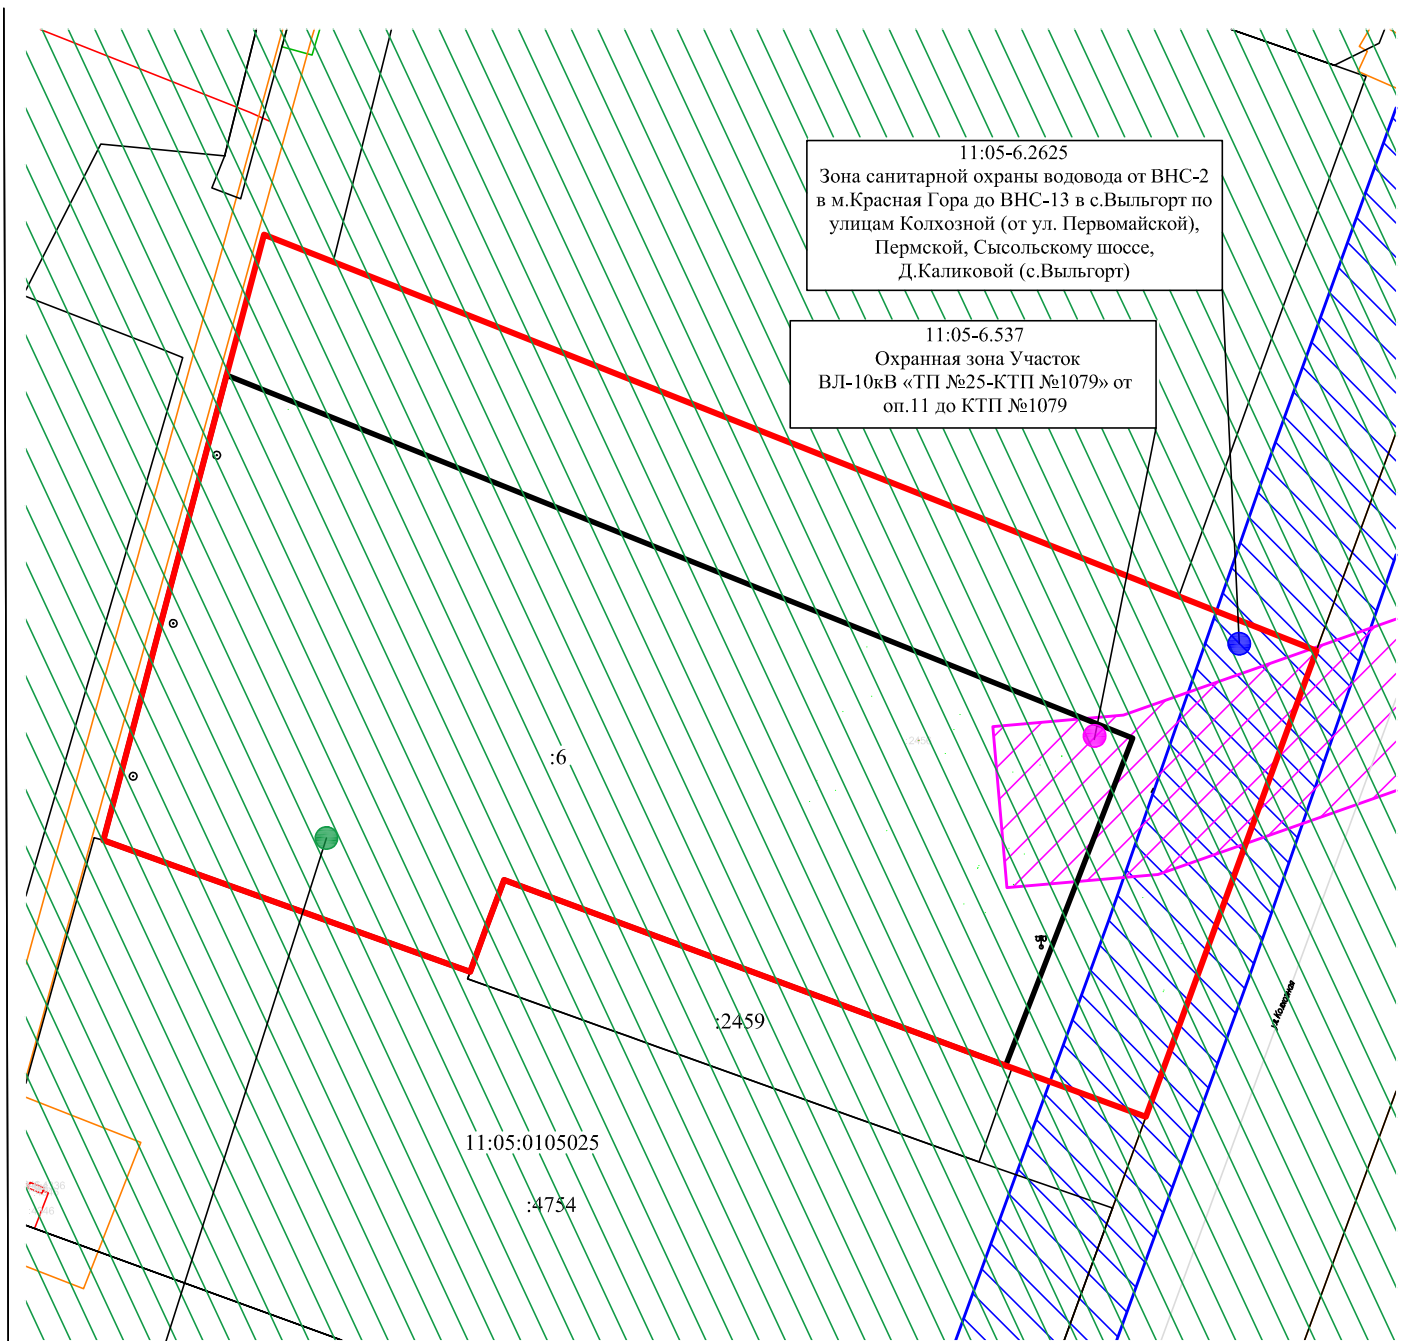 11:05-6.2625
Зона санитарной охраны водовода от ВНС-2
в м.Красная Гора до ВНС-13 в с.Выльгорт по
улицам Колхозной (от ул. Первомайской),
Пермской, Сысольскому шоссе,
Д.Каликовой (с.Выльгорт)
11:05-6.537
Охранная зона Участок
ВЛ-10кВ «ТП №25-КТП №1079» от
оп.11 до КТП №1079
:6
:2459
ул. Колхозная
11:05:0105025
:4754